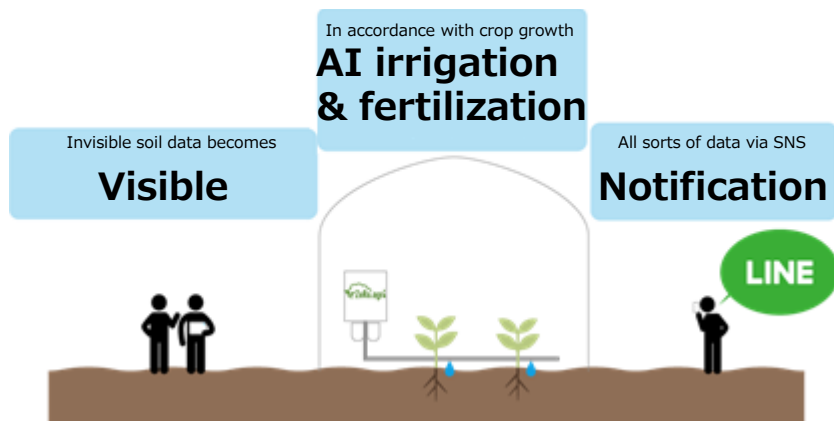 In accordance with crop growth
AI irrigation
& fertilization
Invisible soil data becomes
Visible
All sorts of data via SNS
Notification
LINE